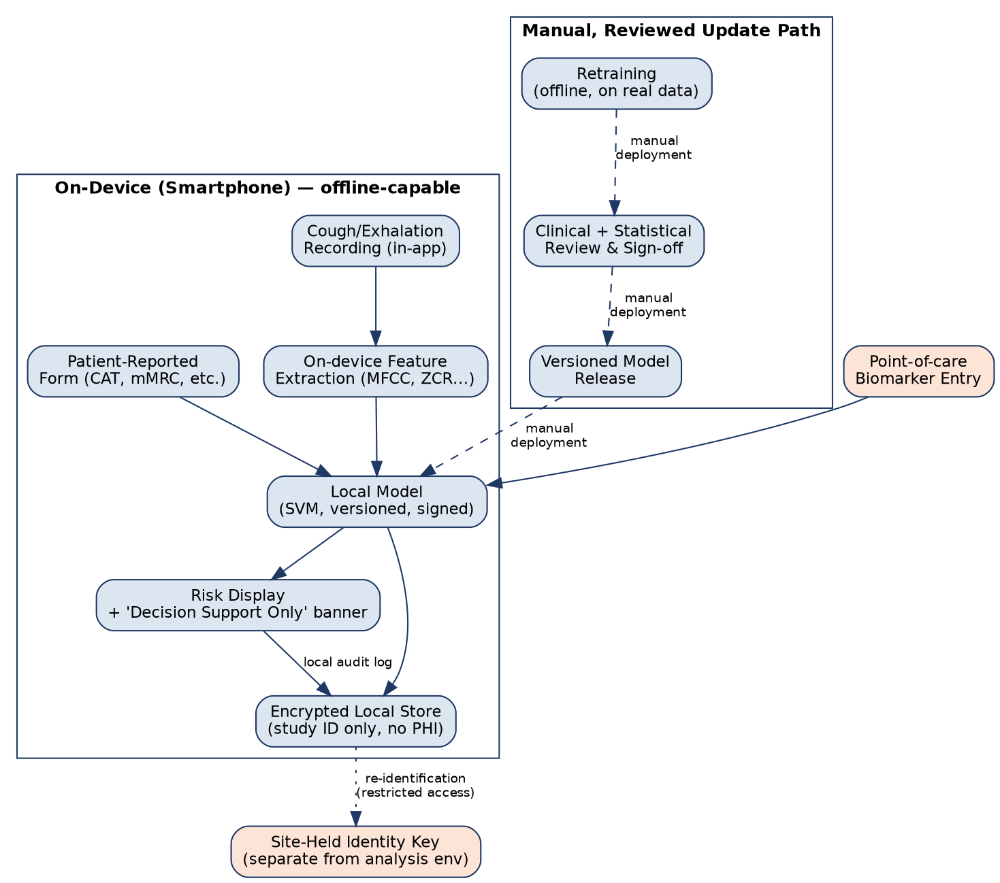 Manual, Reviewed Update Path
Retraining
(offline, on real data)
manual
deployment
On-Device (Smartphone) — offline-capable
Cough/Exhalation
Recording (in-app)
Clinical + Statistical
Review & Sign-off
manual
deployment
Patient-Reported
Form (CAT, mMRC, etc.)
On-device Feature
Extraction (MFCC, ZCR...)
Versioned Model
Release
Point-of-care
Biomarker Entry
manual
deployment
Local Model
(SVM, versioned, signed)
Risk Display
+ 'Decision Support Only' banner
local audit log
Encrypted Local Store
(study ID only, no PHI)
re-identification
(restricted access)
Site-Held Identity Key
(separate from analysis env)